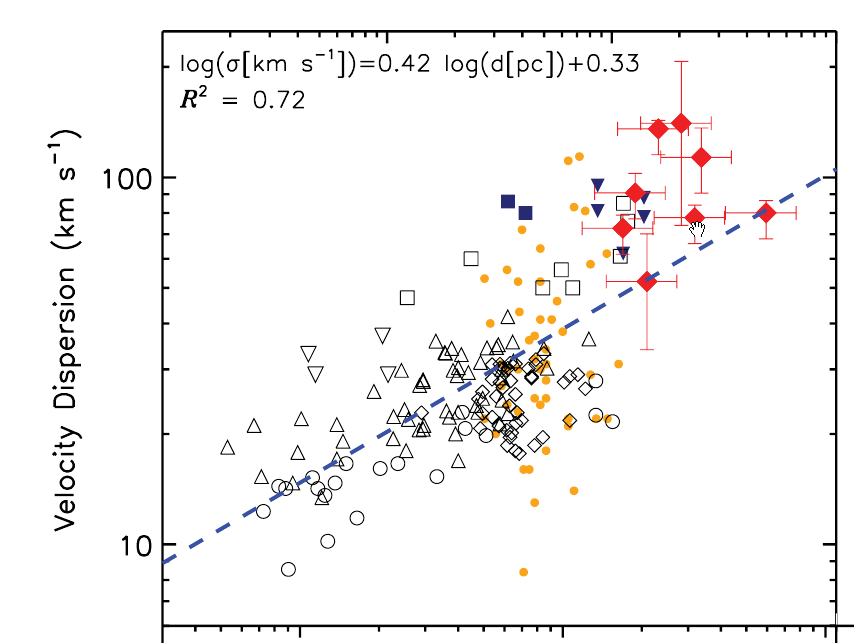 log(σ[km s⁻¹])=0.42 log(d[pc])+0.33
R² = 0.72
Velocity Dispersion (km s⁻¹)
100
10